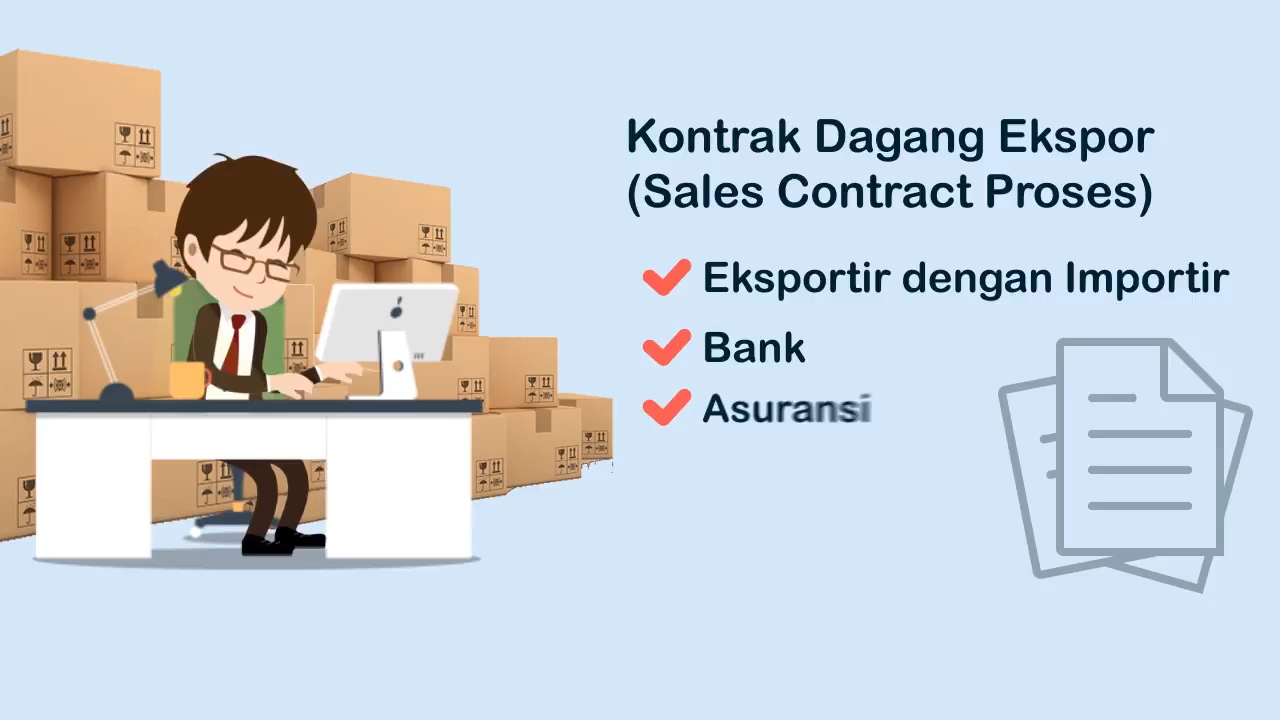 Kontrak Dagang Ekspor
(Sales Contract Proses)
Eksportir dengan Importir
Bank
Asuransi